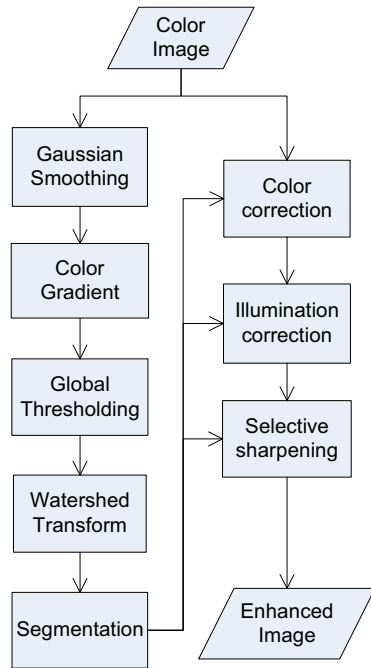 Color
Image
Gaussian
Smoothing
Color
Gradient
Global
Thresholding
Watershed
Transform
Segmentation
Color
correction
Illumination
correction
Selective
sharpening
Enhanced
Image